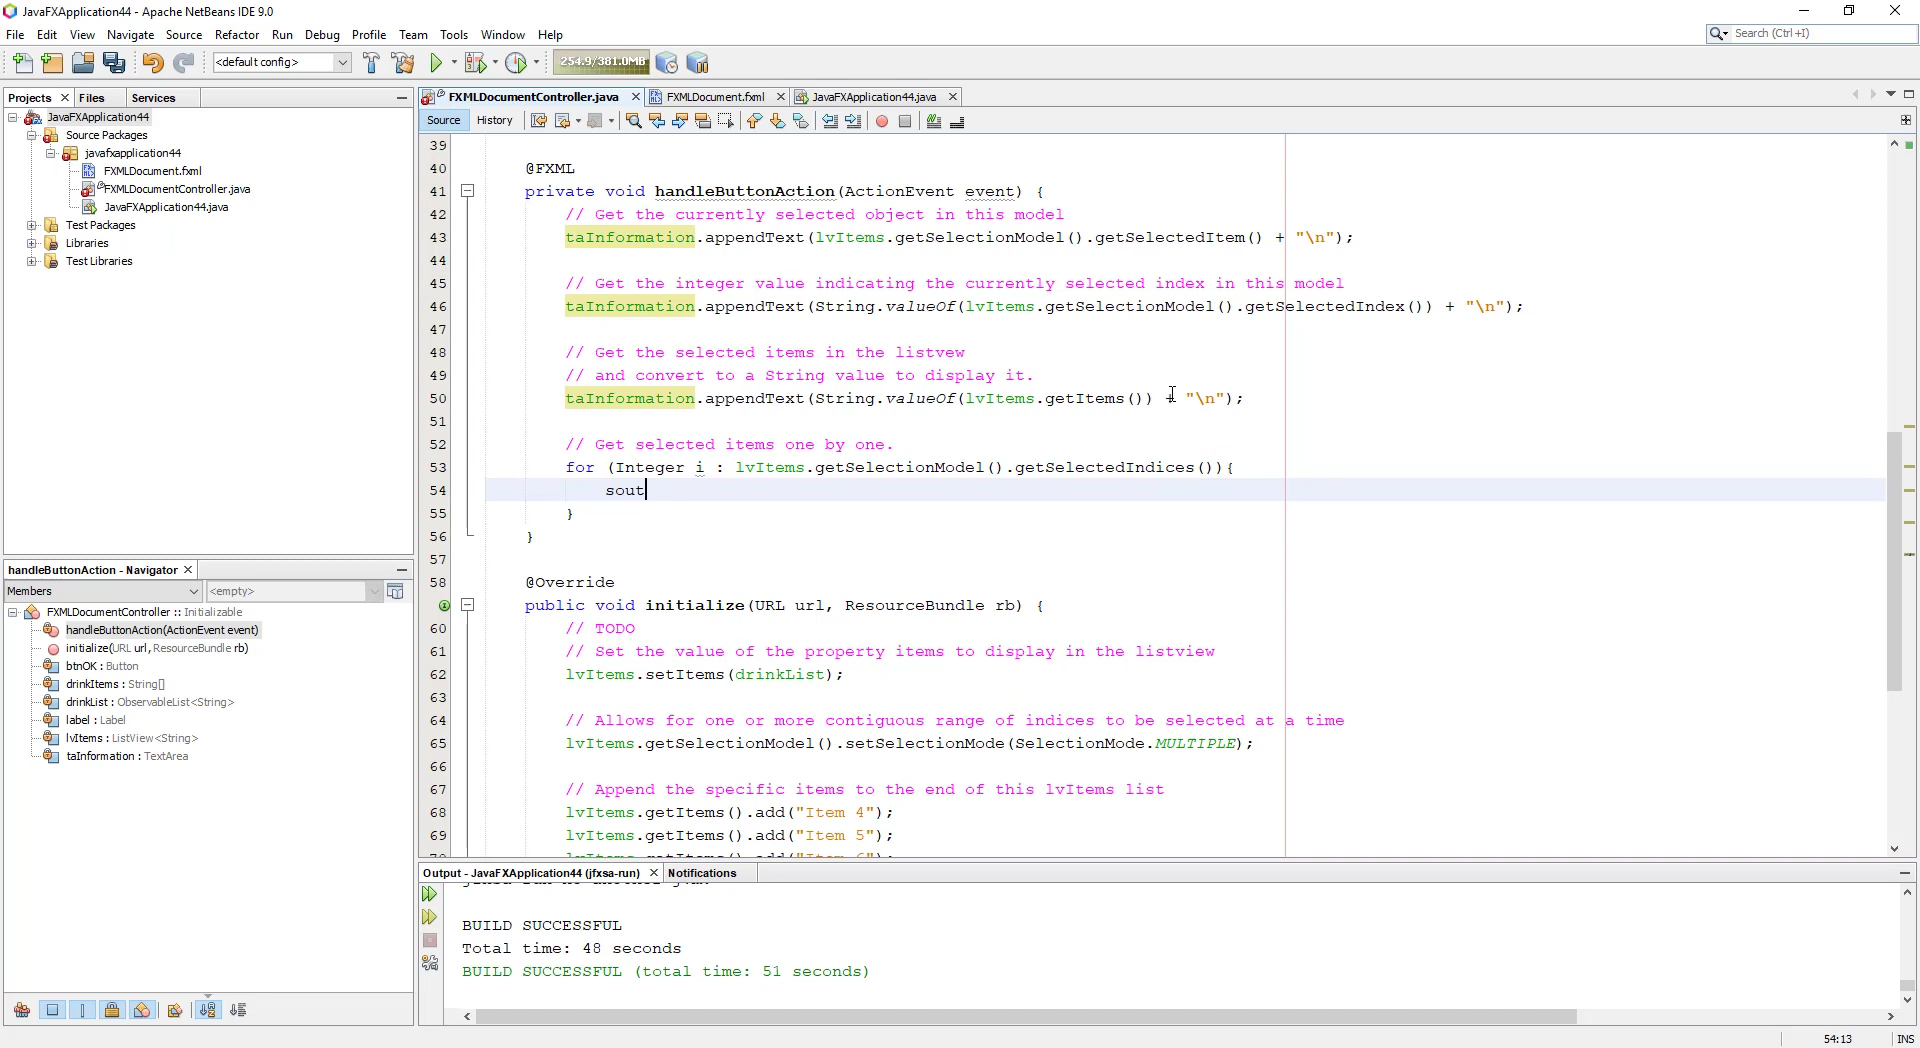 JavaFXApplication44 - Apache NetBeans IDE 9.0
File Edit View Navigate Source Refactor Run Debug Profile Team Tools Window Help
Search (Ctrl+I)
<default config>
254.9/381.0MB
Projects Files Services
FXMLDocumentController.java FXMLDocument.fxml JavaFXApplication44.java
JavaFXApplication44
Source Packages
javafxapplication44
FXMLDocument.fxml
FXMLDocumentController.java
JavaFXApplication44.java
Test Packages
Libraries
Test Libraries
Source History
39
40 @FXML
41 private void handleButtonAction(ActionEvent event) {
42 // Get the currently selected object in this model
43 taInformation.appendText(lvItems.getSelectionModel().getSelectedItem() + "\n");
44
45 // Get the integer value indicating the currently selected index in this model
46 taInformation.appendText(String.valueOf(lvItems.getSelectionModel().getSelectedIndex()) + "\n");
47
48 // Get the selected items in the listvew
49 // and convert to a String value to display it.
50 taInformation.appendText(String.valueOf(lvItems.getItems()) + "\n");
51
52 // Get selected items one by one.
53 for (Integer i : lvItems.getSelectionModel().getSelectedIndices()){
54 sout
55 }
56 }
57
58 @Override
public void initialize(URL url, ResourceBundle rb) {
60 // TODO
61 // Set the value of the property items to display in the listview
62 lvItems.setItems(drinkList);
63
64 // Allows for one or more contiguous range of indices to be selected at a time
65 lvItems.getSelectionModel().setSelectionMode(SelectionMode.MULTIPLE);
66
67 // Append the specific items to the end of this lvItems list
68 lvItems.getItems().add("Item 4");
69 lvItems.getItems().add("Item 5");
handleButtonAction - Navigator
Members <empty>
FXMLDocumentController :: Initializable
handleButtonAction(ActionEvent event)
initialize(URL url, ResourceBundle rb)
btnOK : Button
drinkItems : String[]
drinkList : ObservableList<String>
label : Label
lvItems : ListView<String>
taInformation : TextArea
Output - JavaFXApplication44 (jfxsa-run) Notifications
BUILD SUCCESSFUL
Total time: 48 seconds
BUILD SUCCESSFUL (total time: 51 seconds)
54:13 INS